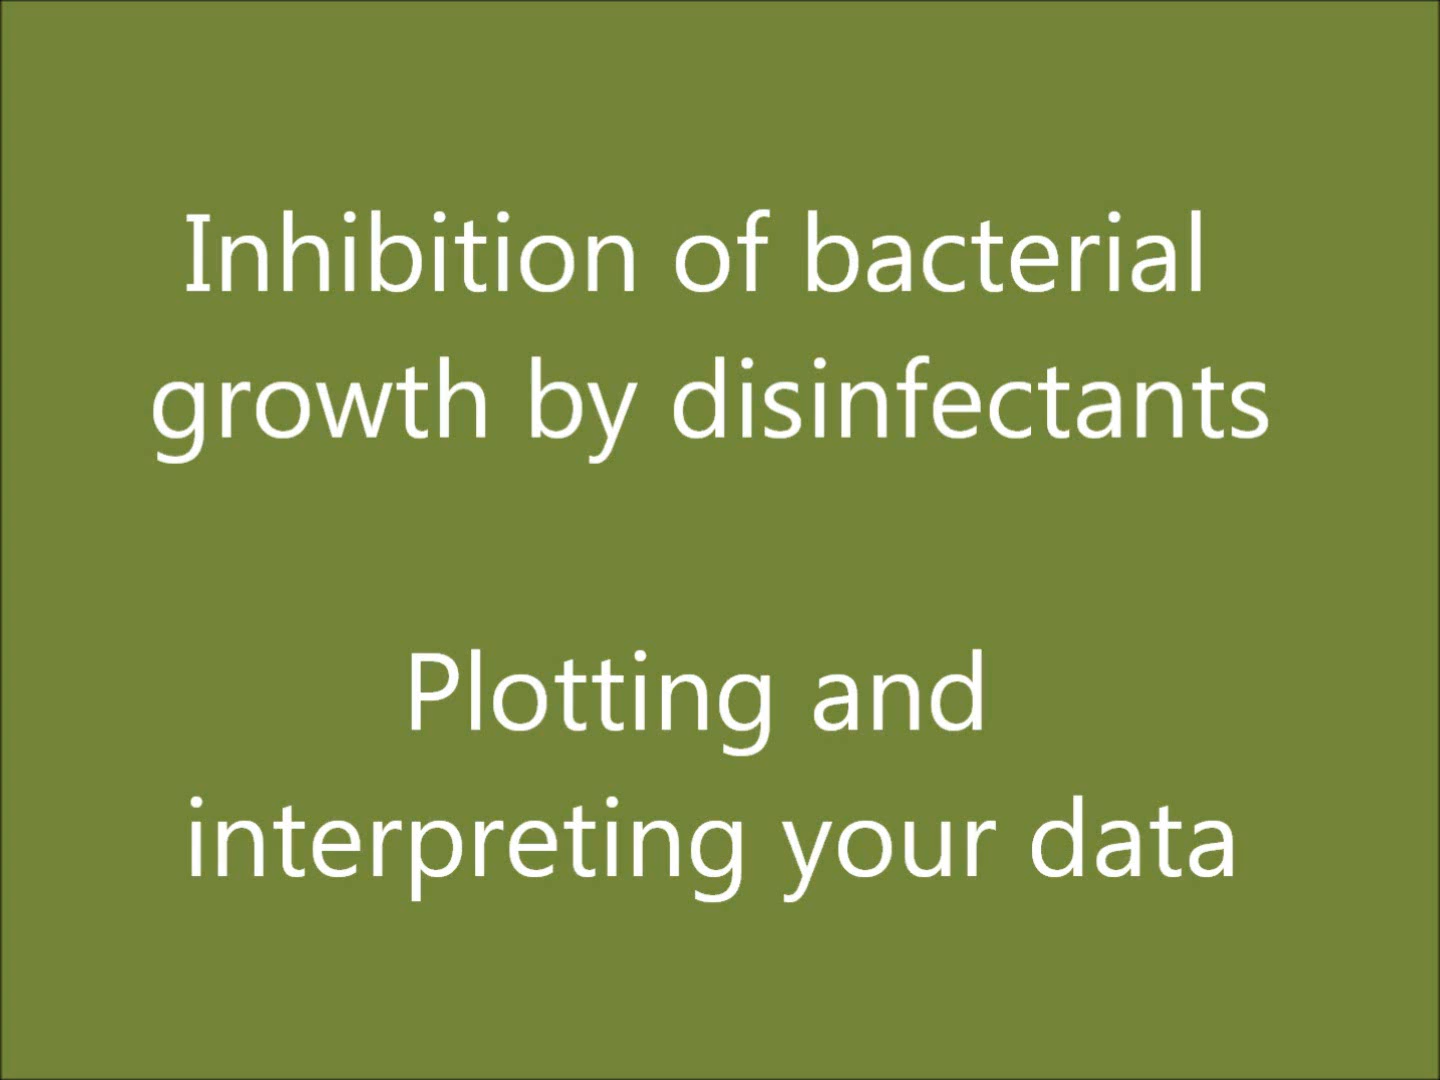 Inhibition of bacterial
growth by disinfectants
Plotting and
interpreting your data